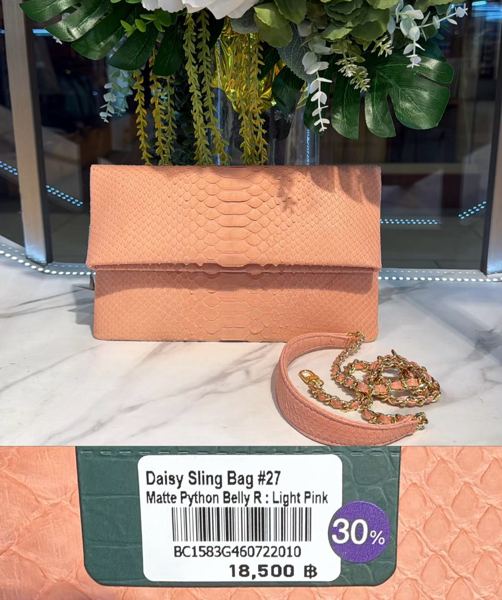 Daisy Sling Bag #27
Matte Python Belly R : Light Pink
BC1583G460722010
18,500 ฿
30%